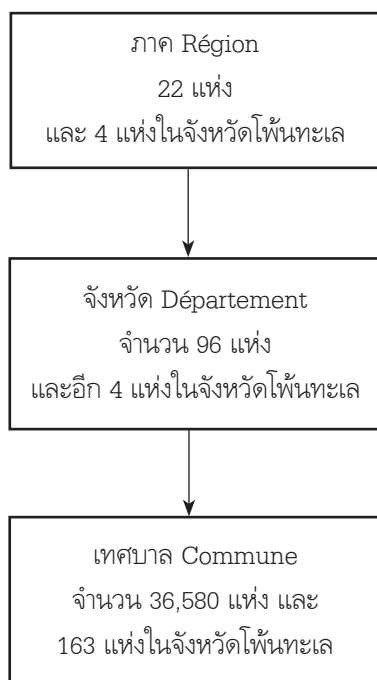 ภาค Région
22 แห่ง
และ 4 แห่งในจังหวัดโพ้นทะเล
จังหวัด Département
จำนวน 96 แห่ง
และอีก 4 แห่งในจังหวัดโพ้นทะเล
เทศบาล Commune
จำนวน 36,580 แห่ง และ
163 แห่งในจังหวัดโพ้นทะเล